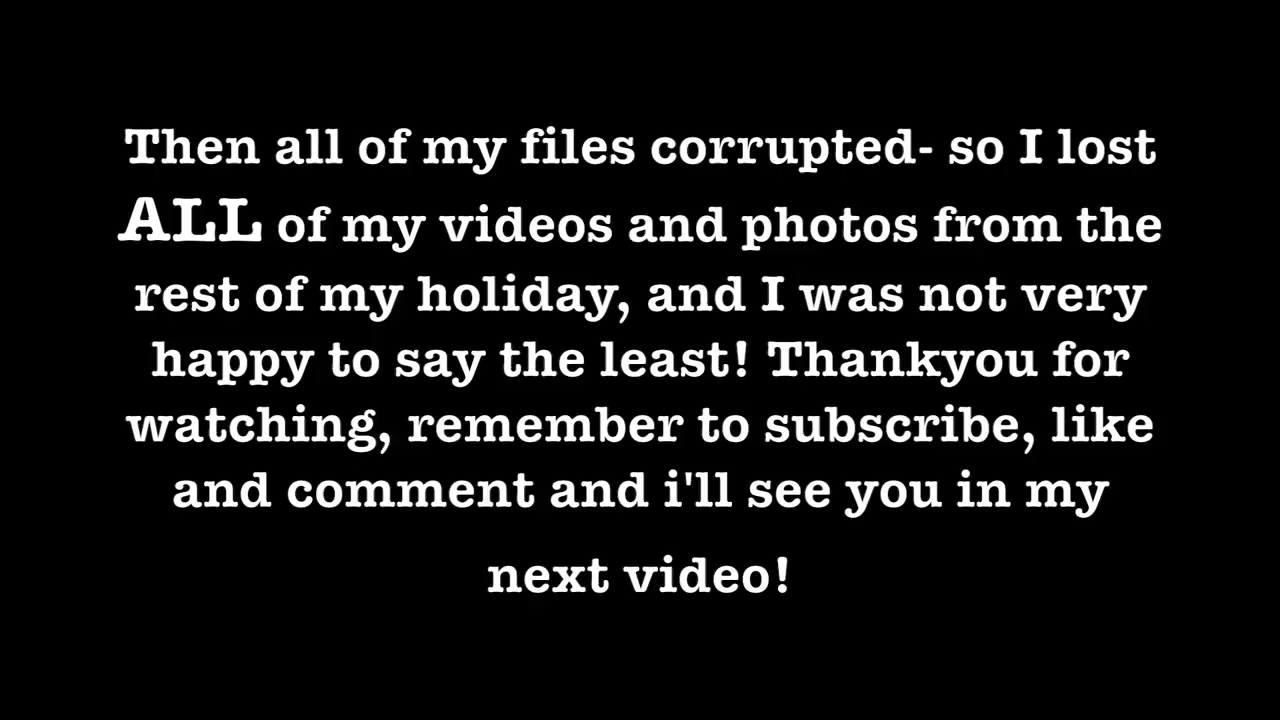 Then all of my files corrupted- so I lost
ALL of my videos and photos from the
rest of my holiday, and I was not very
happy to say the least! Thankyou for
watching, remember to subscribe, like
and comment and i'll see you in my
next video!